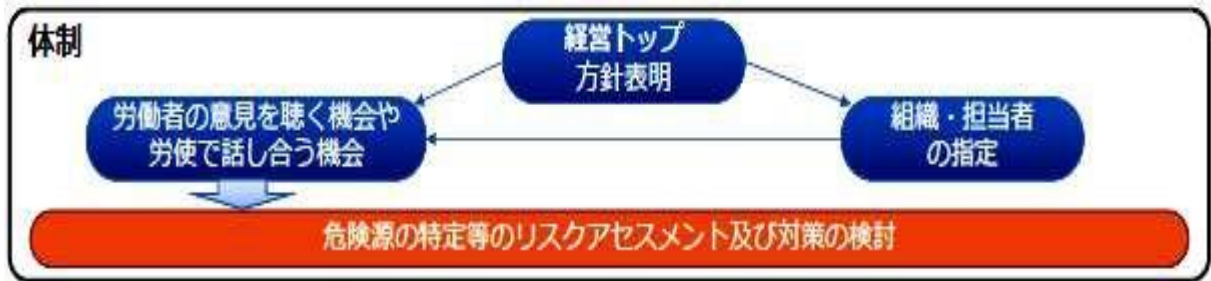 体制
経営トップ
方針表明
労働者の意見を聴く機会や
労使で話し合う機会
組織・担当者
の指定
危険源の特定等のリスクアセスメント及び対策の検討